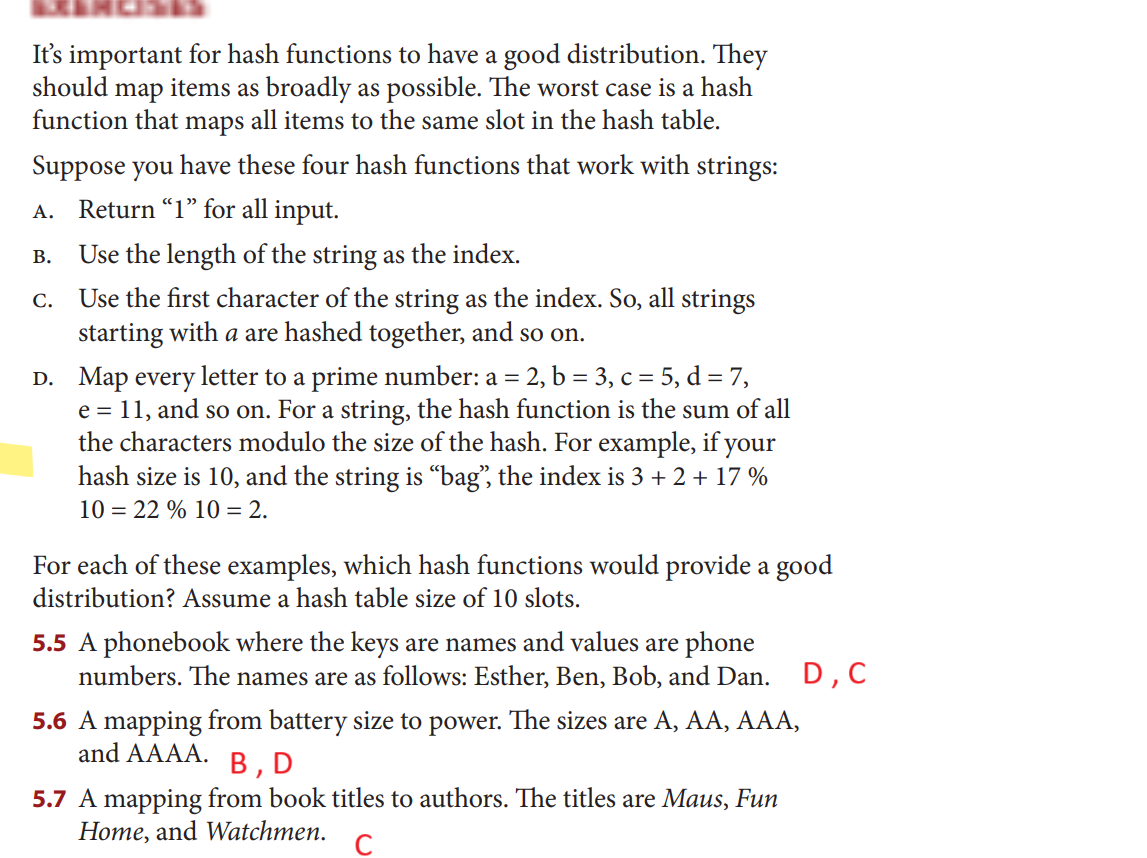 EXERCISES
It's important for hash functions to have a good distribution. They
should map items as broadly as possible. The worst case is a hash
function that maps all items to the same slot in the hash table.
Suppose you have these four hash functions that work with strings:
A. Return “1” for all input.
B. Use the length of the string as the index.
C. Use the first character of the string as the index. So, all strings
starting with a are hashed together, and so on.
D. Map every letter to a prime number: a = 2, b = 3, c = 5, d = 7,
e = 11, and so on. For a string, the hash function is the sum of all
the characters modulo the size of the hash. For example, if your
hash size is 10, and the string is “bag”, the index is 3 + 2 + 17 %
10 = 22 % 10 = 2.
For each of these examples, which hash functions would provide a good
distribution? Assume a hash table size of 10 slots.
5.5 A phonebook where the keys are names and values are phone
numbers. The names are as follows: Esther, Ben, Bob, and Dan. D , C
5.6 A mapping from battery size to power. The sizes are A, AA, AAA,
and AAAA. B , D
5.7 A mapping from book titles to authors. The titles are Maus, Fun
Home, and Watchmen. C